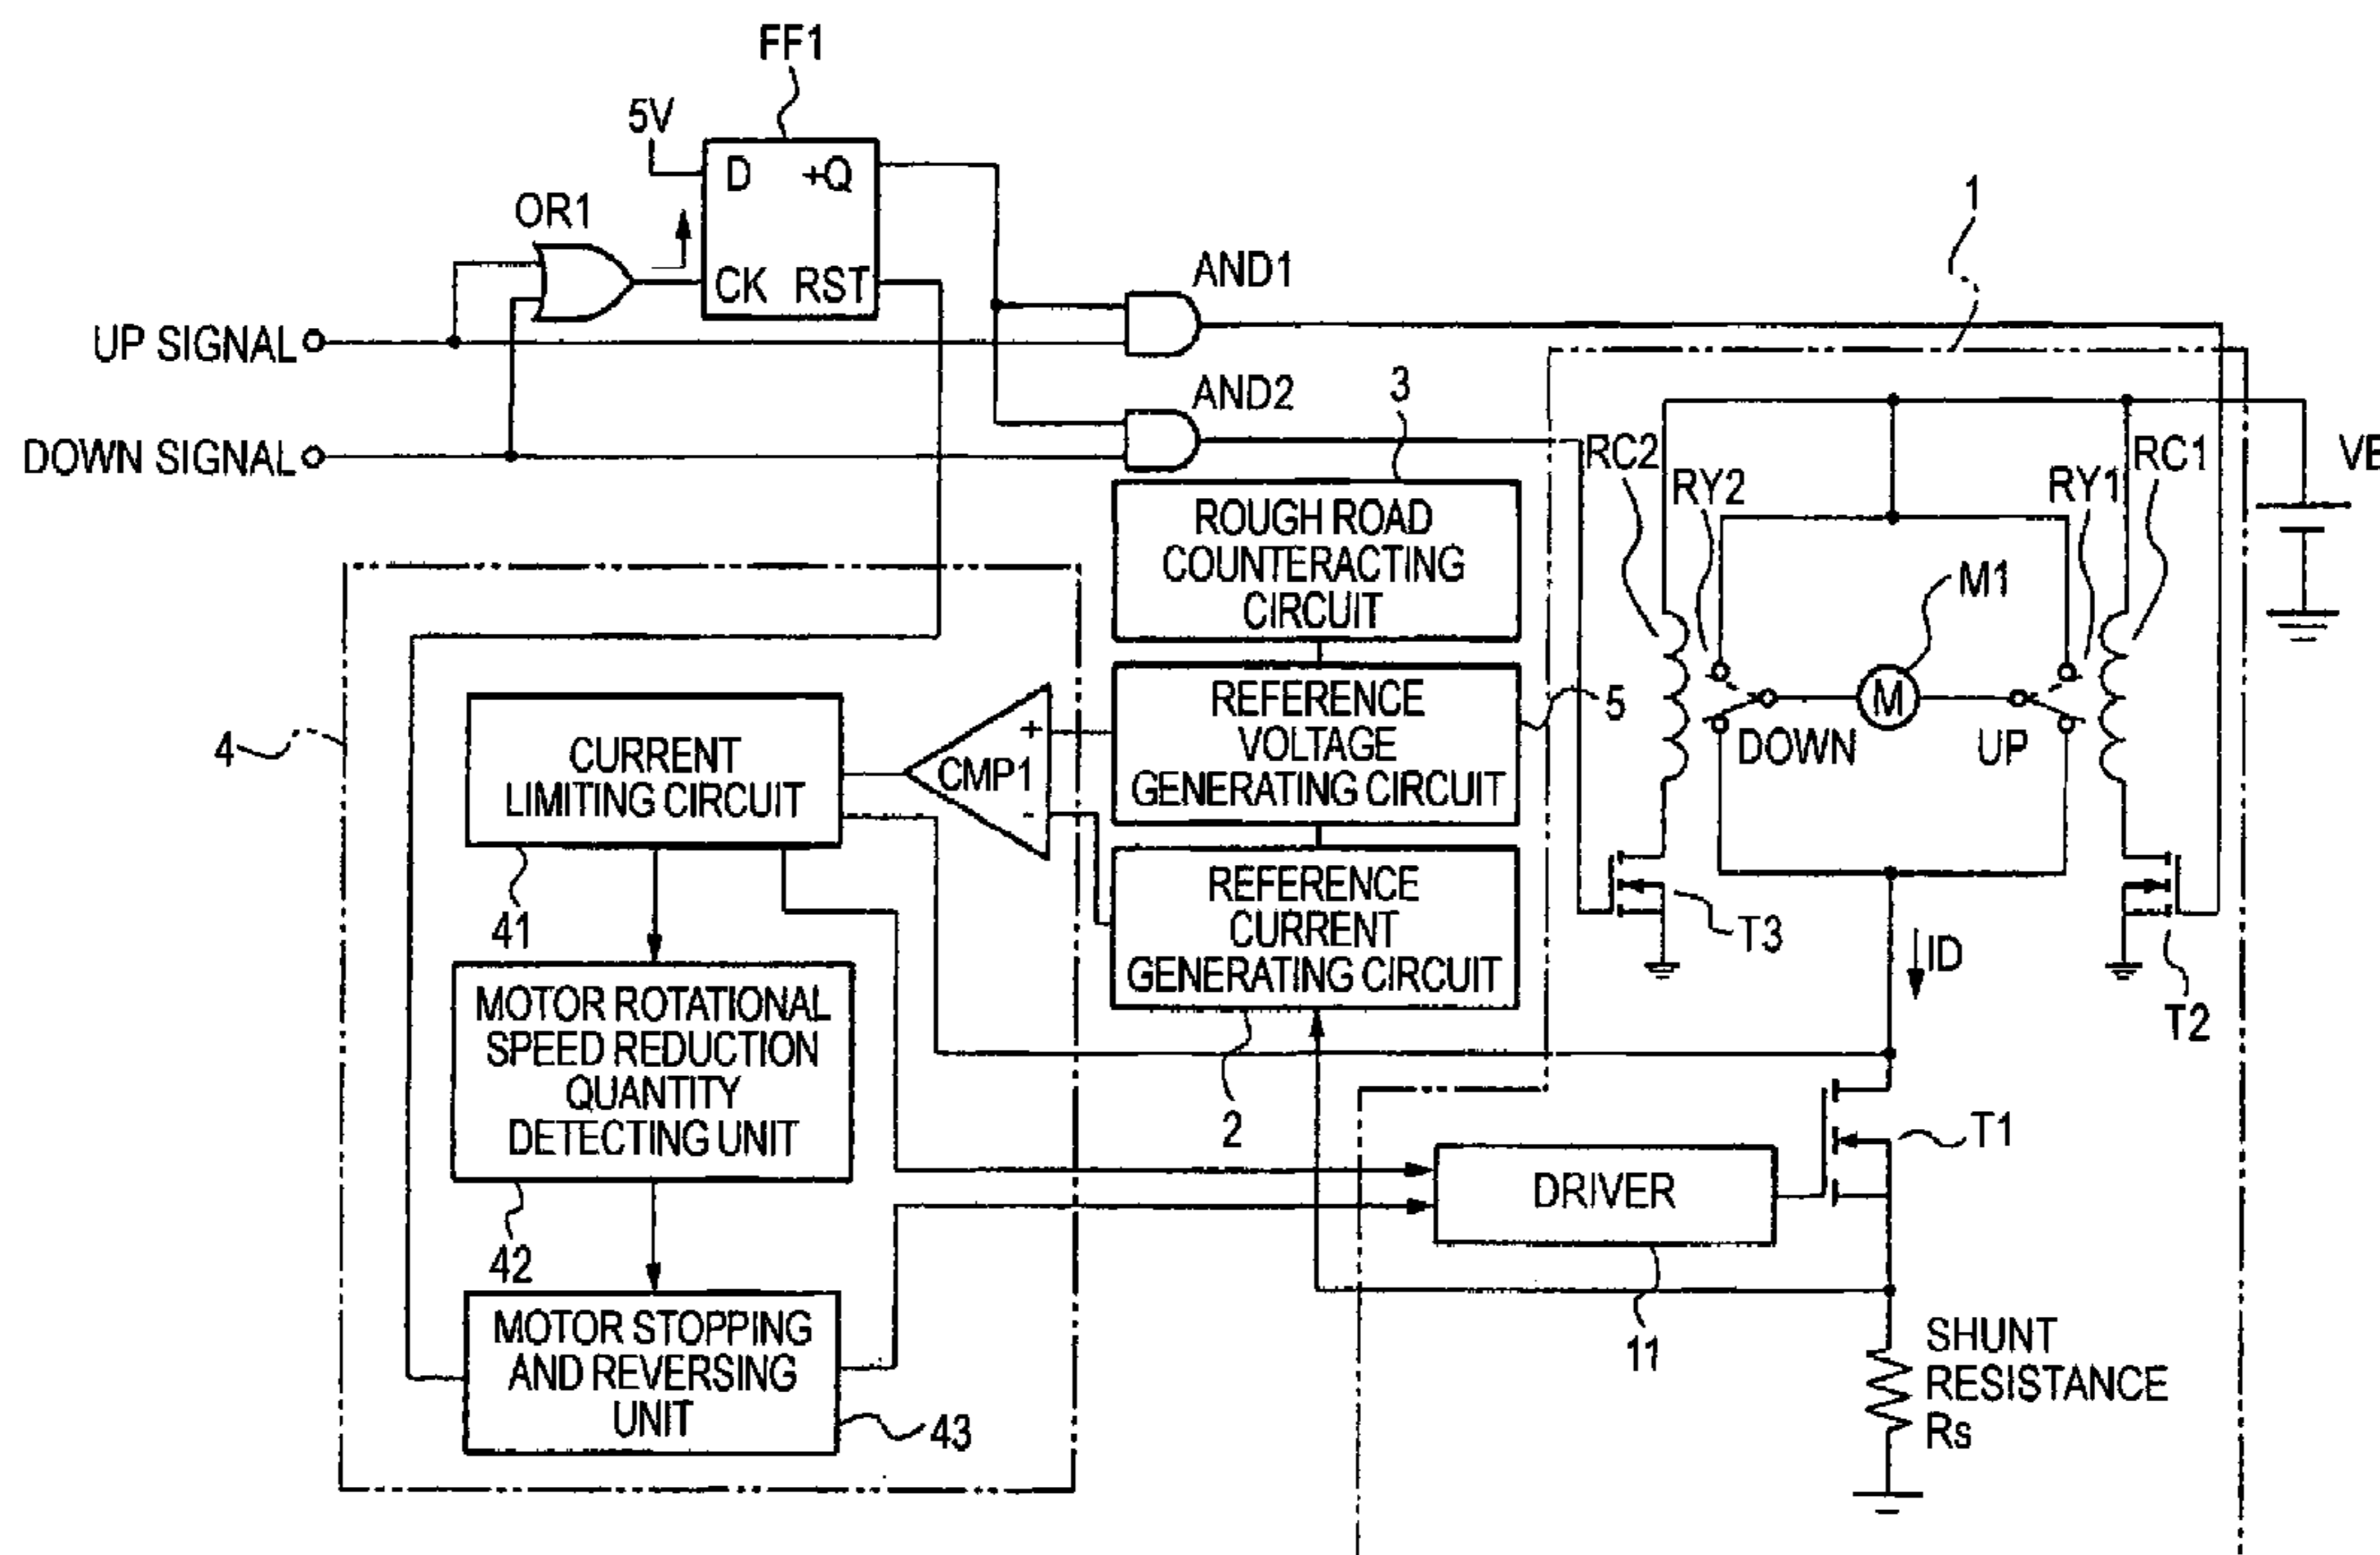 FF1
5V
D +Q
OR1
CK RST
1
AND1
UP SIGNAL
3
AND2
DOWN SIGNAL
RC2
RY2
RY1
RC1
ROUGH ROAD
COUNTERACTING
CIRCUIT
M1
4
CURRENT
LIMITING CIRCUIT
+
CMP1
-
REFERENCE
VOLTAGE
GENERATING CIRCUIT
5
M
DOWN
UP
41
REFERENCE
CURRENT
GENERATING CIRCUIT
T3
ID
T2
MOTOR ROTATIONAL
SPEED REDUCTION
QUANTITY
DETECTING UNIT
2
T1
DRIVER
42
11
MOTOR STOPPING
AND REVERSING
UNIT
43
SHUNT
RESISTANCE
Rs